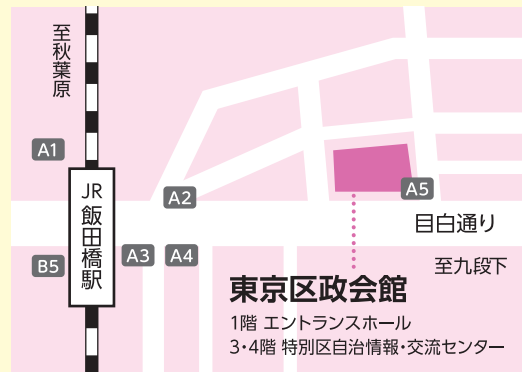 至秋葉原
A1
JR
飯田橋駅
A2
A5
目白通り
B5
A3
A4
至九段下
東京区政会館
1階 エントランスホール
3・4階 特別区自治情報・交流センター